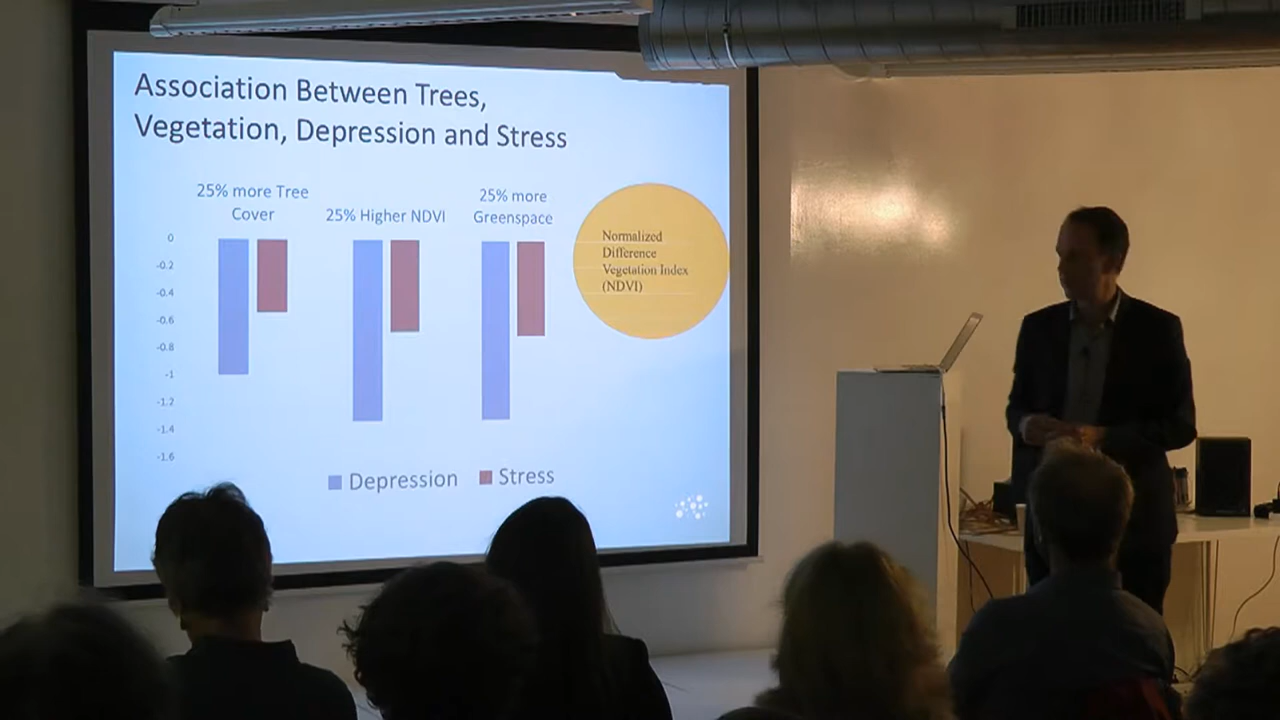 Association Between Trees,
Vegetation, Depression and Stress
25% more Tree
Cover
25% Higher NDVI
25% more
Greenspace
Normalized
Difference
Vegetation Index
(NDVI)
0
-0.2
-0.4
-0.6
-0.8
-1
-1.2
-1.4
-1.6
Depression
Stress